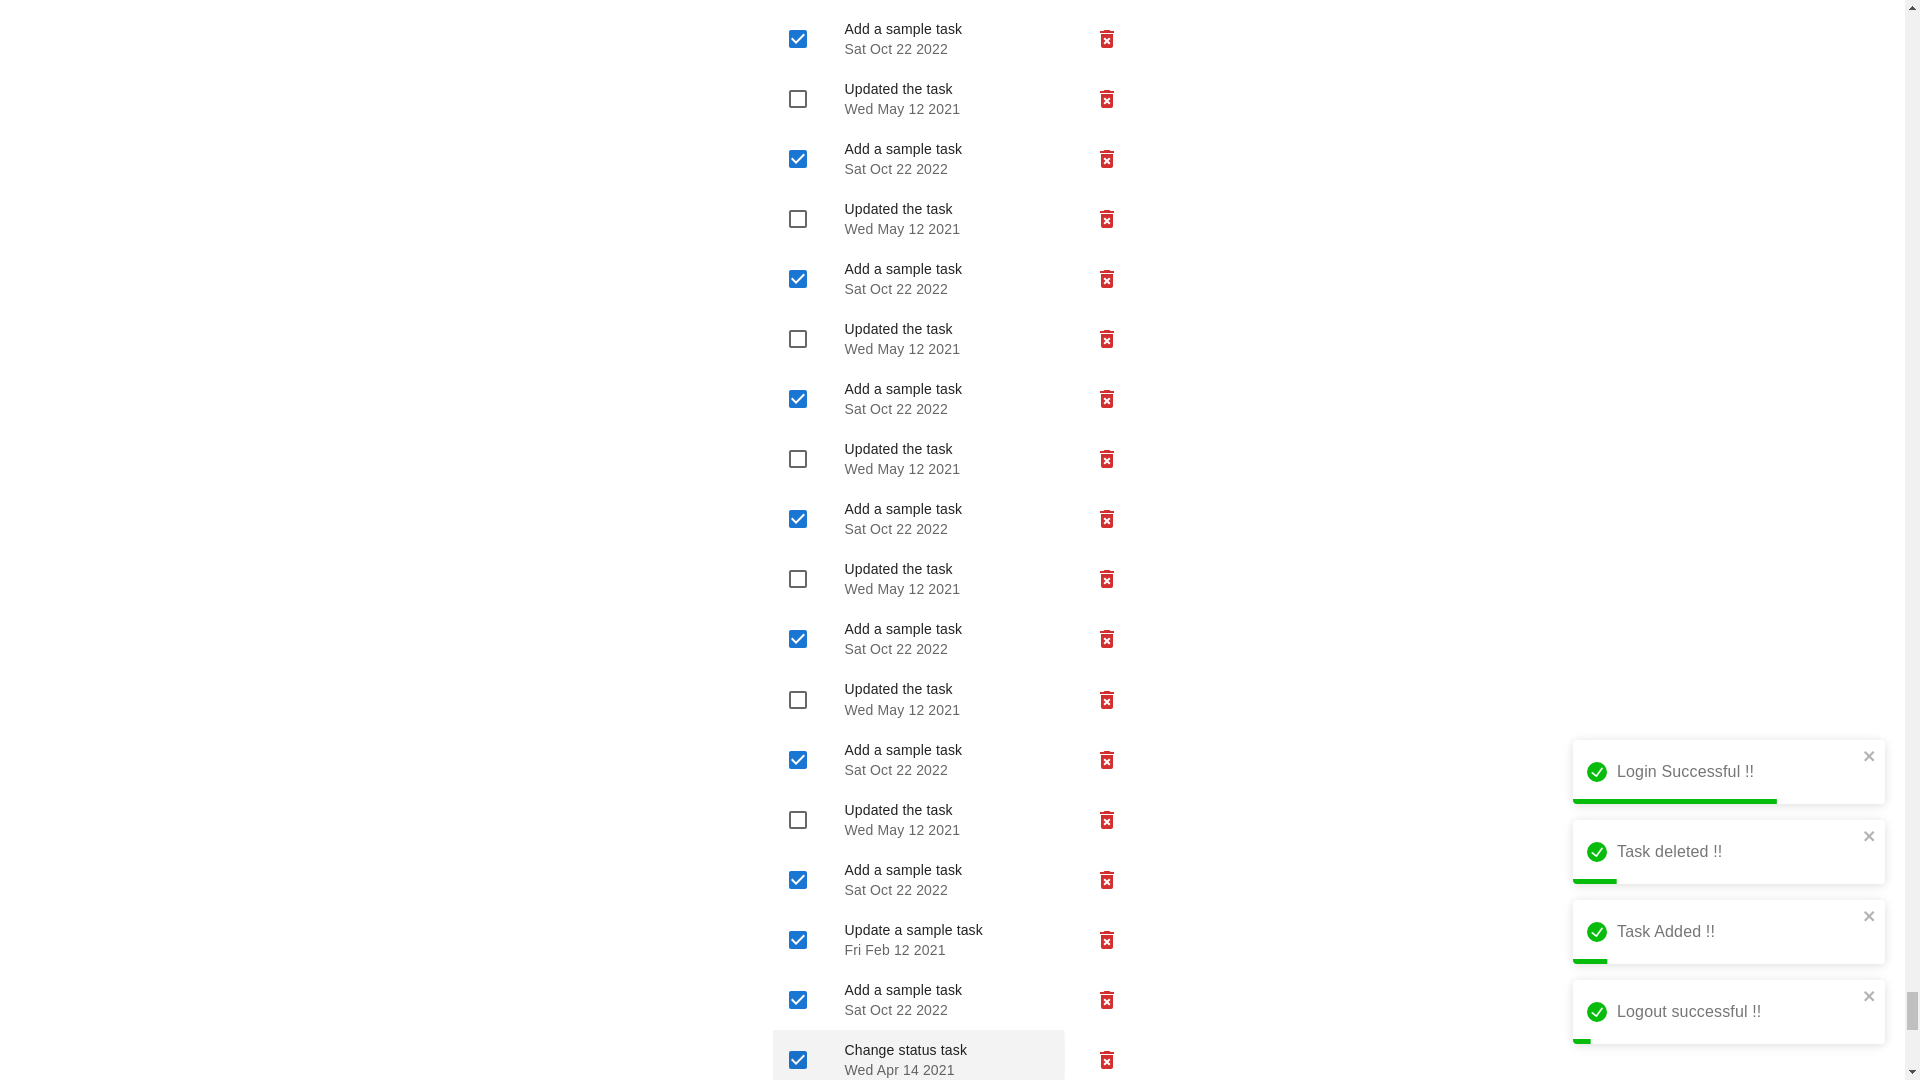 Add a sample task
Sat Oct 22 2022
Updated the task
Wed May 12 2021
Add a sample task
Sat Oct 22 2022
Updated the task
Wed May 12 2021
Add a sample task
Sat Oct 22 2022
Updated the task
Wed May 12 2021
Add a sample task
Sat Oct 22 2022
Updated the task
Wed May 12 2021
Add a sample task
Sat Oct 22 2022
Updated the task
Wed May 12 2021
Add a sample task
Sat Oct 22 2022
Updated the task
Wed May 12 2021
Add a sample task
Sat Oct 22 2022
Updated the task
Wed May 12 2021
Add a sample task
Sat Oct 22 2022
Update a sample task
Fri Feb 12 2021
Add a sample task
Sat Oct 22 2022
Change status task
Wed Apr 14 2021
Login Successful !!
Task deleted !!
Task Added !!
Logout successful !!